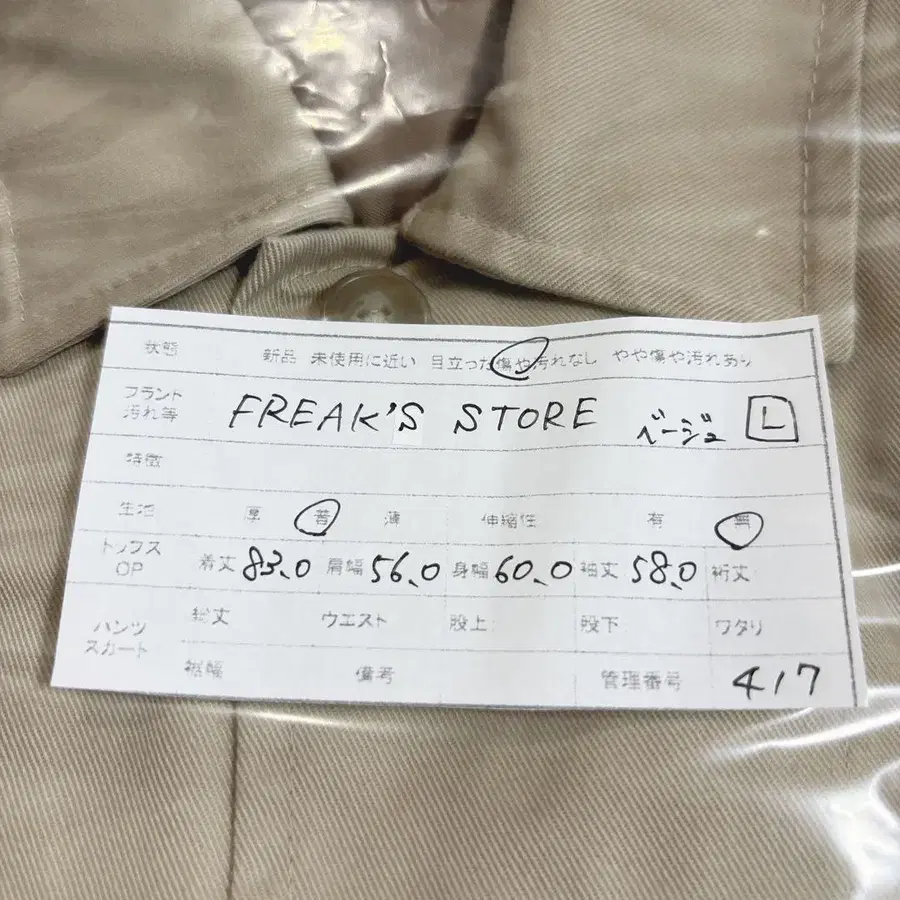 状態 新品 未使用に近い 目立った傷や汚れなし やや傷や汚れあり
ブランド
汚れ等
FREAK'S STORE ベージュ L
特徴
生地 厚 普 薄 伸縮性 有 無
トップス
OP
着丈 83.0 肩幅 56.0 身幅 60.0 袖丈 58.0 裄丈
パンツ
スカート
総丈 ウエスト 股上 股下 ワタリ
裾幅 備考 管理番号 417